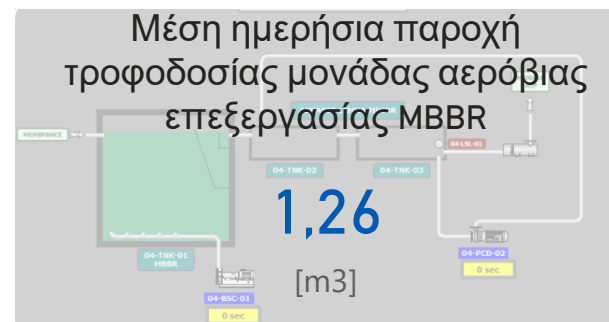 Μέση ημερήσια παροχή
τροφοδοσίας μονάδας αερόβιας
επεξεργασίας MBBR
ΜΕΜΒΡΑΝΕΣ
04-LSL-01
04-TNK-02
04-TNK-03
1,26
04-TNK-01
MBBR
04-PCD-02
0 sec
[m3]
04-BSC-01
0 sec